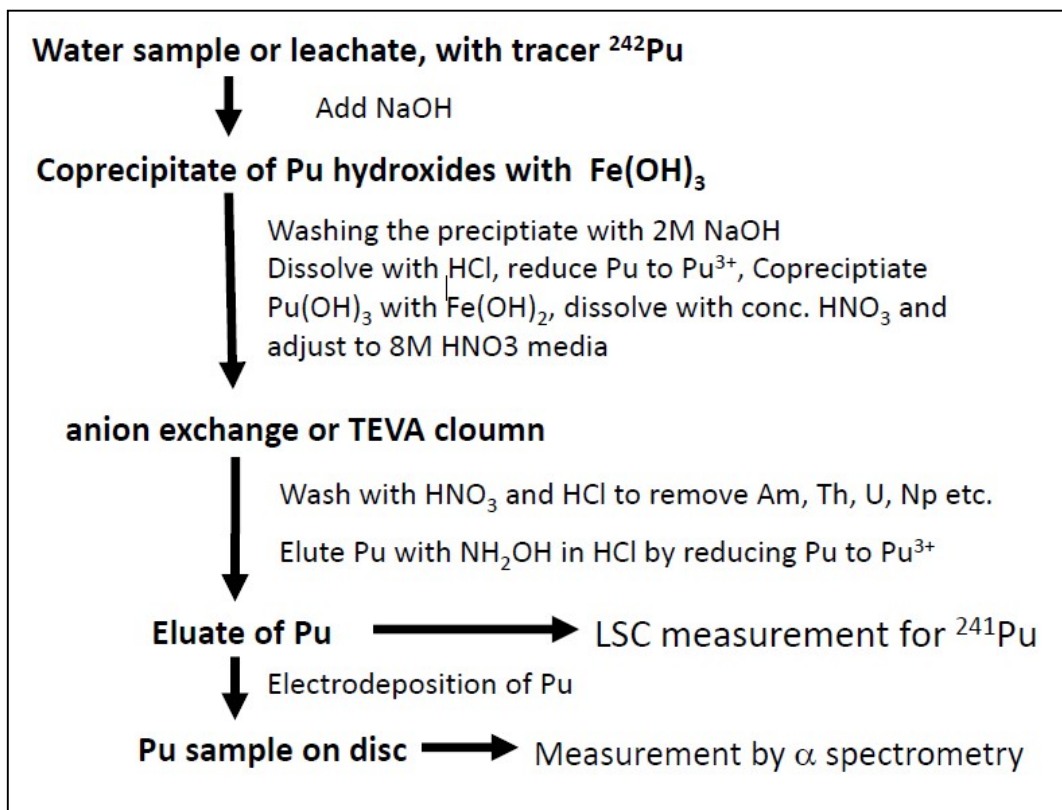 Water sample or leachate, with tracer ²⁴²Pu
Add NaOH
Coprecipitate of Pu hydroxides with Fe(OH)₃
Washing the preciptiate with 2M NaOH
Dissolve with HCl, reduce Pu to Pu³⁺, Copreciptiate
Pu(OH)₃ with Fe(OH)₂, dissolve with conc. HNO₃ and
adjust to 8M HNO3 media
anion exchange or TEVA cloumn
Wash with HNO₃ and HCl to remove Am, Th, U, Np etc.
Elute Pu with NH₂OH in HCl by reducing Pu to Pu³⁺
Eluate of Pu
LSC measurement for ²⁴¹Pu
Electrodeposition of Pu
Pu sample on disc
Measurement by α spectrometry